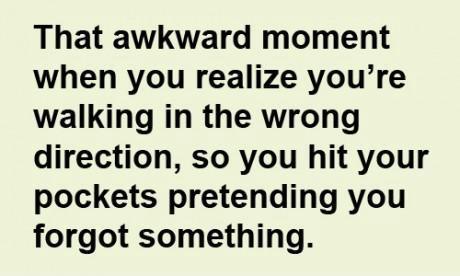 That awkward moment
when you realize you’re
walking in the wrong
direction, so you hit your
pockets pretending you
forgot something.